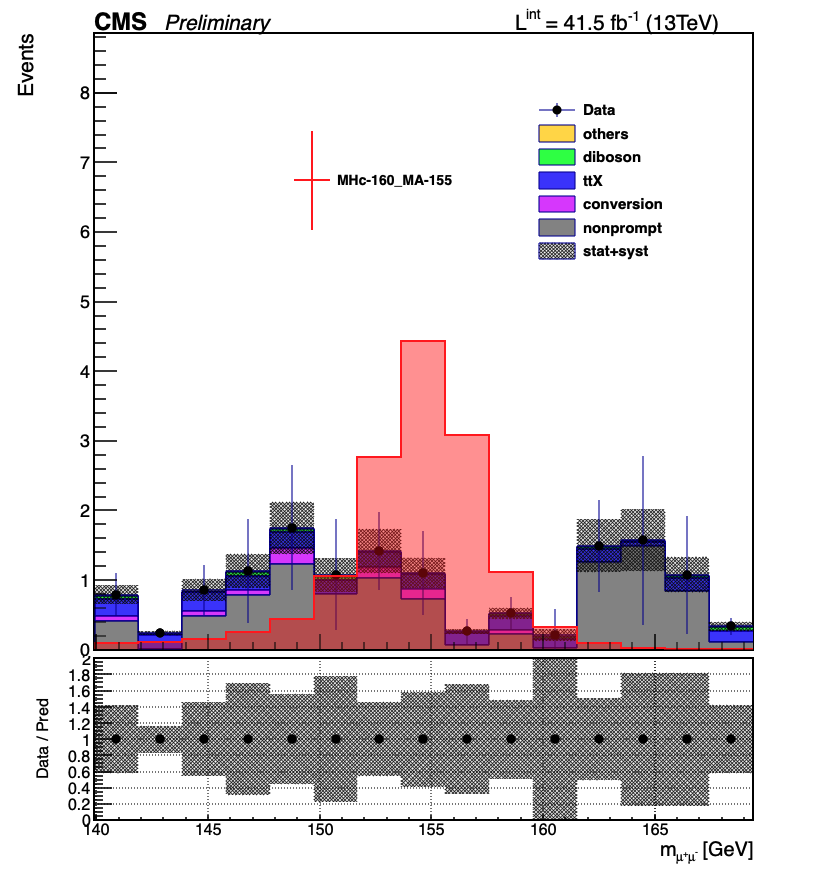 CMS Preliminary L^int = 41.5 fb^-1 (13TeV)
Events
8
7
6
5
4
3
2
1
0
Data
others
diboson
ttX
conversion
nonprompt
stat+syst
MHc-160_MA-155
Data / Pred
2
1.8
1.6
1.4
1.2
1
0.8
0.6
0.4
0.2
0
140 145 150 155 160 165
m_μ+μ- [GeV]